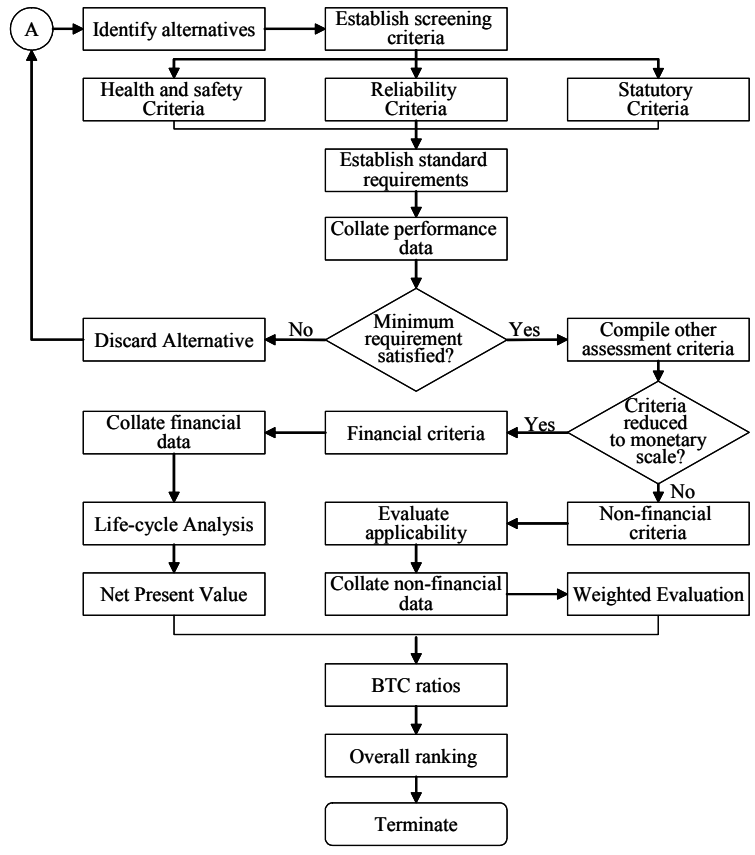 A
Identify alternatives
Establish screening
criteria
Health and safety
Criteria
Reliability
Criteria
Statutory
Criteria
Establish standard
requirements
Collate performance
data
Discard Alternative
No
Minimum
requirement
satisfied?
Yes
Compile other
assessment criteria
Collate financial
data
Financial criteria
Yes
Criteria
reduced
to monetary
scale?
No
Life-cycle Analysis
Evaluate
applicability
Non-financial
criteria
Net Present Value
Collate non-financial
data
Weighted Evaluation
BTC ratios
Overall ranking
Terminate